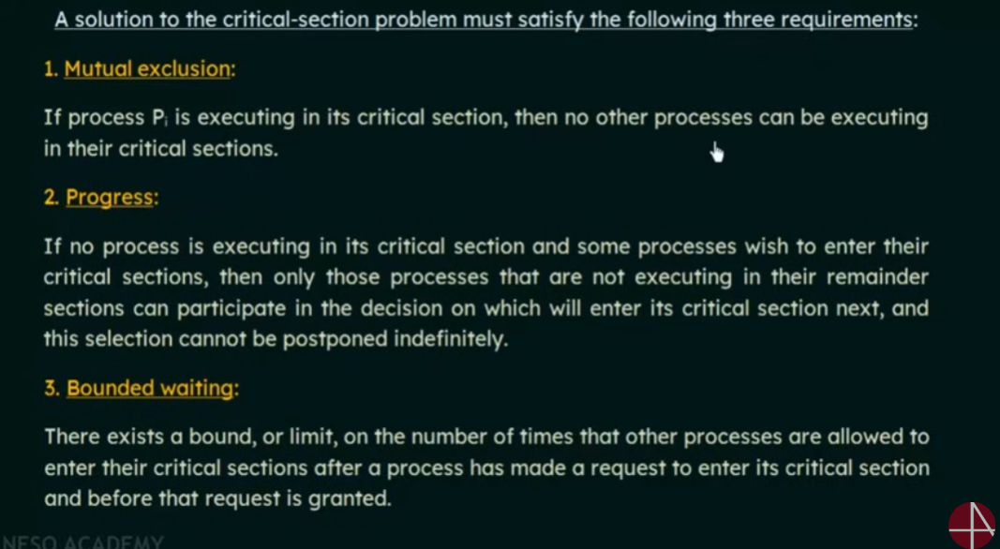 A solution to the critical-section problem must satisfy the following three requirements:
1. Mutual exclusion:
If process Pi is executing in its critical section, then no other processes can be executing
in their critical sections.
2. Progress:
If no process is executing in its critical section and some processes wish to enter their
critical sections, then only those processes that are not executing in their remainder
sections can participate in the decision on which will enter its critical section next, and
this selection cannot be postponed indefinitely.
3. Bounded waiting:
There exists a bound, or limit, on the number of times that other processes are allowed to
enter their critical sections after a process has made a request to enter its critical section
and before that request is granted.
NESO ACADEMY